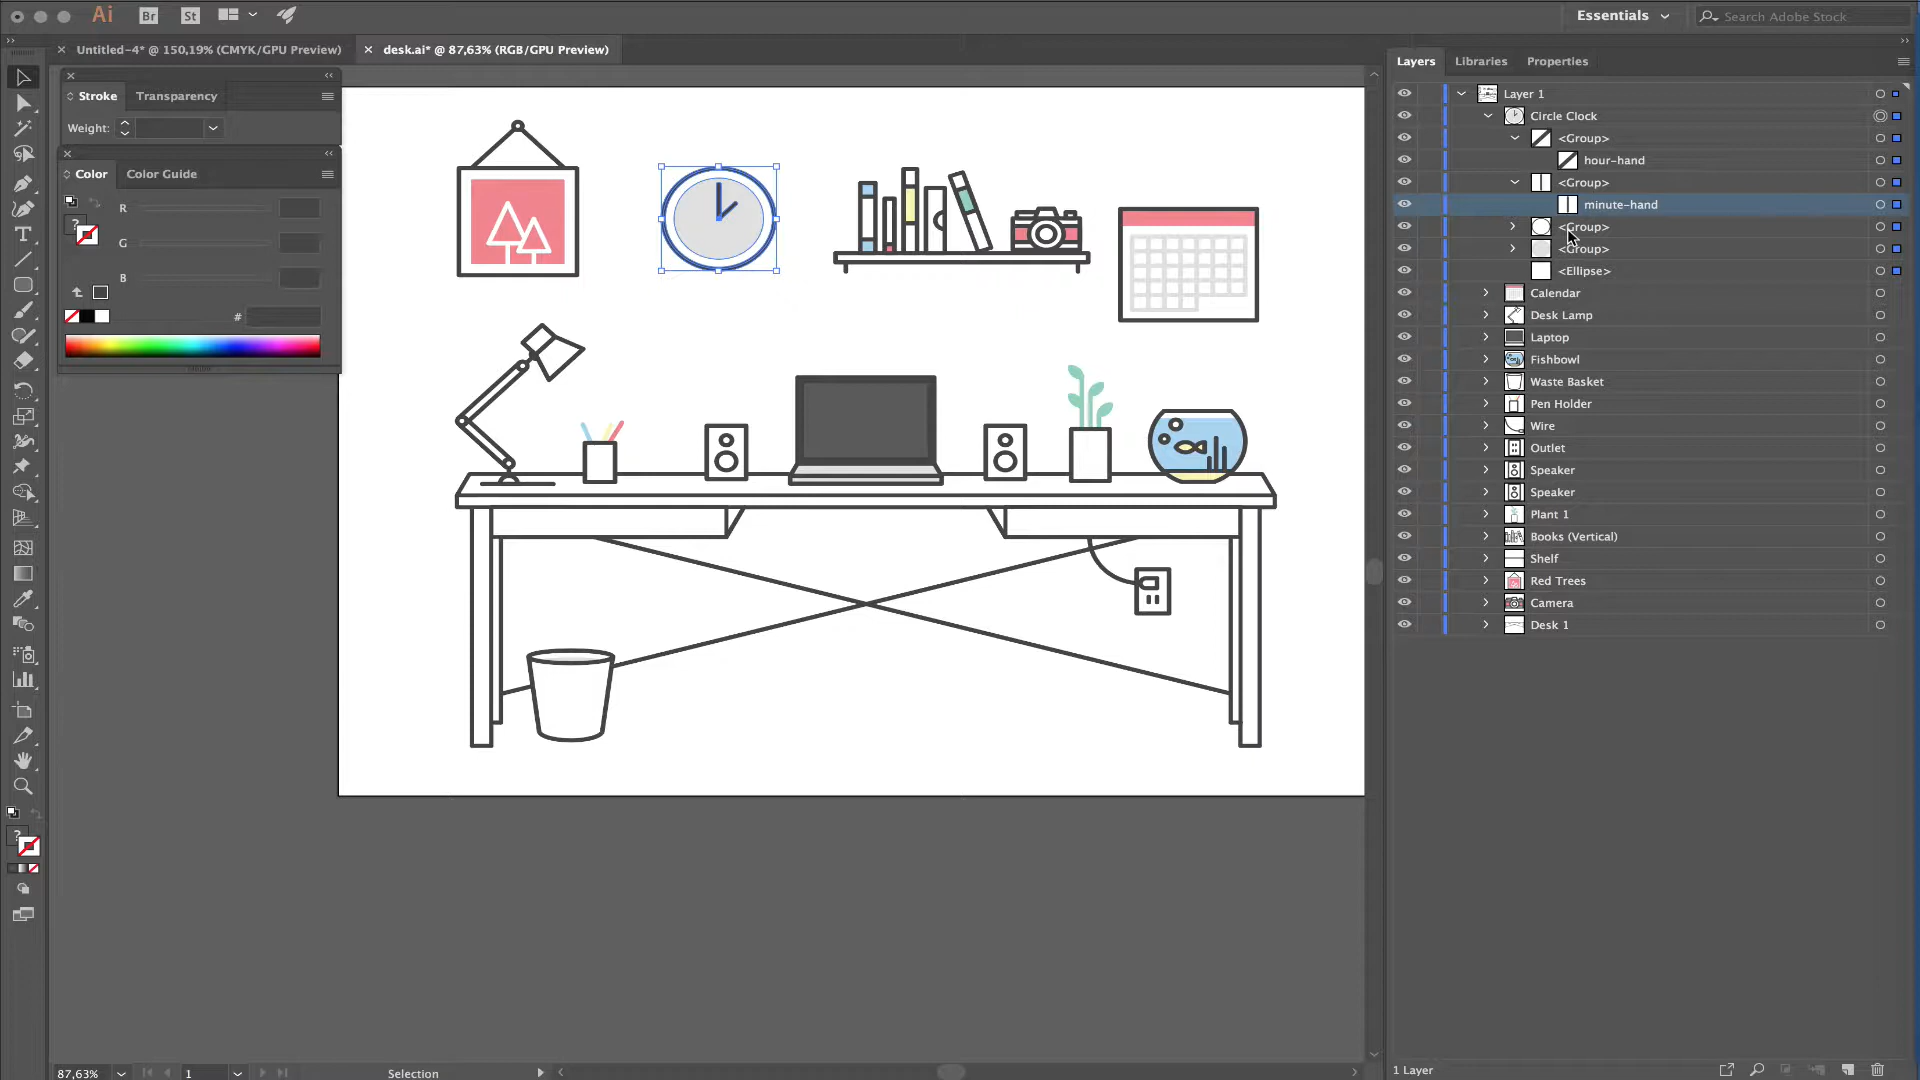 Ai Br St Essentials Search Adobe Stock
Untitled-4* @ 150,19% (CMYK/GPU Preview) desk.ai* @ 87,63% (RGB/GPU Preview)
Stroke Transparency
Weight:
Color Color Guide
R
G
B
#
?
?
Layers Libraries Properties
Layer 1
Circle Clock
<Group>
hour-hand
<Group>
minute-hand
<Group>
<Group>
<Ellipse>
Calendar
Desk Lamp
Laptop
Fishbowl
Waste Basket
Pen Holder
Wire
Outlet
Speaker
Speaker
Plant 1
Books (Vertical)
Shelf
Red Trees
Camera
Desk 1
87,63% 1 Selection
1 Layer